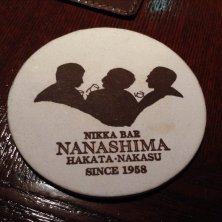 NIKKA BAR
NANASHIMA
HAKATA·NAKASU
SINCE 1958